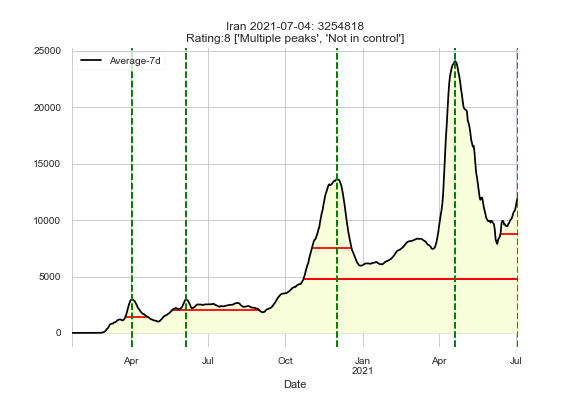 Iran 2021-07-04: 3254818
Rating:8 ['Multiple peaks', 'Not in control']
25000
Average-7d
20000
15000
10000
5000
0
Apr Jul Oct Jan Apr Jul
2021
Date